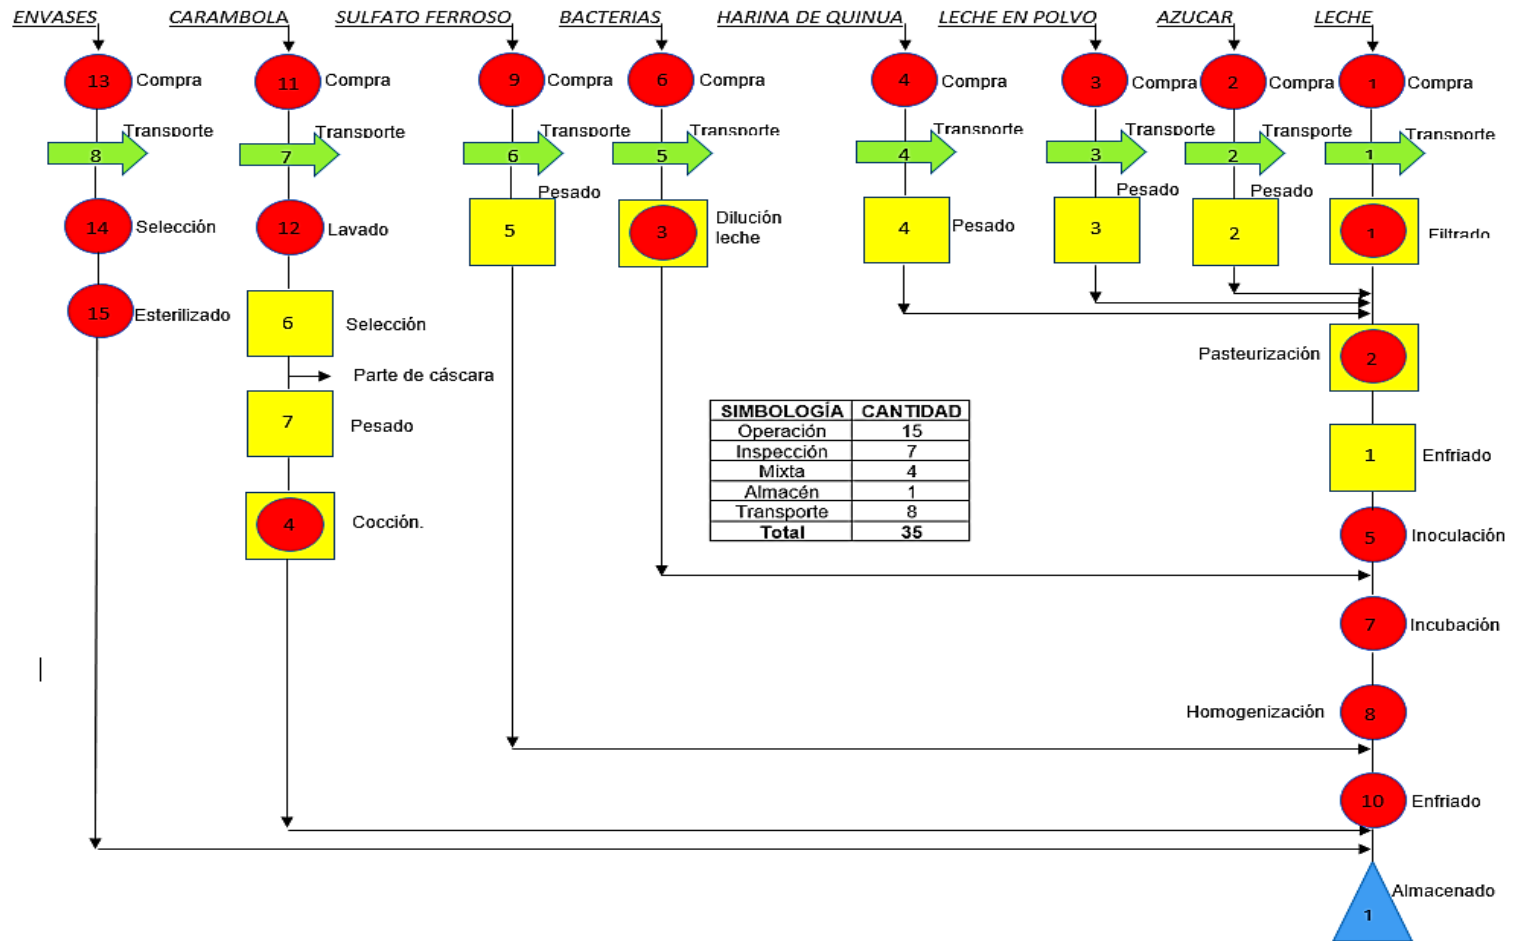 ENVASES CARAMBOLA SULFATO FERROSO BACTERIAS HARINA DE QUINUA LECHE EN POLVO AZUCAR LECHE
13 Compra 11 Compra 9 Compra 6 Compra 4 Compra 3 Compra 2 Compra 1 Compra
Transporte Transporte Transporte Transporte Transporte Transporte Transporte Transporte
8 7 6 5 4 3 2 1
Pesado Pesado Pesado
14 Selección 12 Lavado 5 3 Dilución leche 4 Pesado 3 2 1 Filtrado
15 Esterilizado
6 Selección
Pasteurización 2
Parte de cáscara
7 Pesado
SIMBOLOGÍA CANTIDAD
Operación 15
Inspección 7
Mixta 4
Almacén 1
Transporte 8
Total 35
1 Enfriado
4 Cocción.
5 Inoculación
7 Incubación
Homogenización 8
10 Enfriado
Almacenado
1